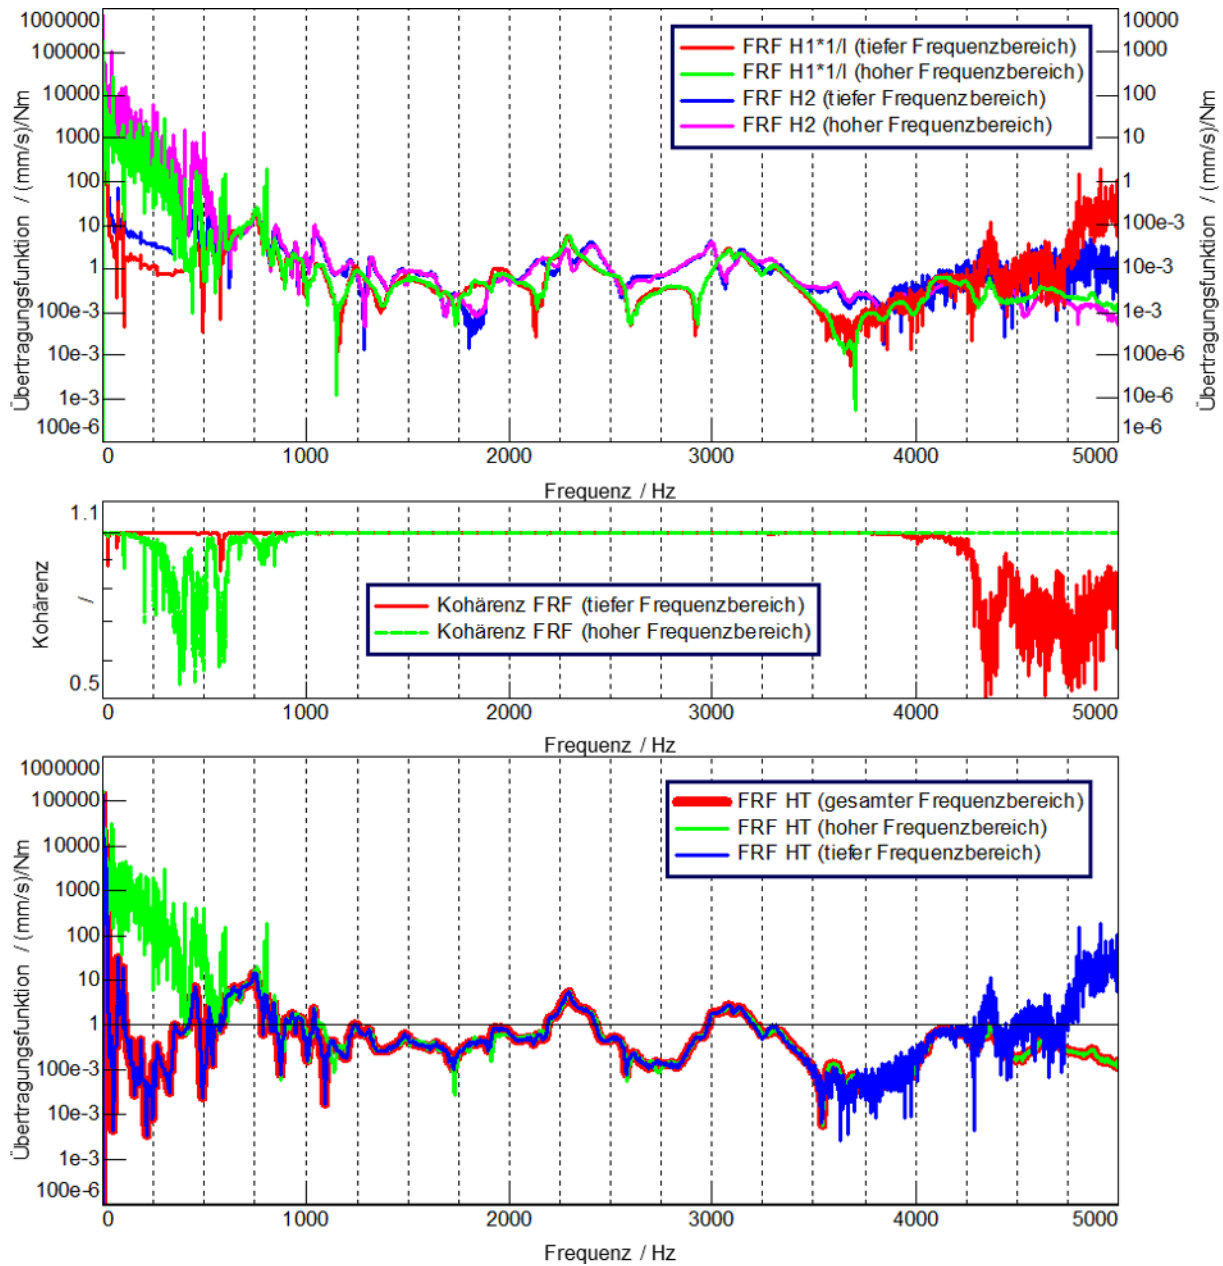 Übertragungsfunktion / (mm/s)/Nm
1000000
100000
10000
1000
100
10
1
100e-3
10e-3
1e-3
100e-6
FRF H1*1/I (tiefer Frequenzbereich)
FRF H1*1/I (hoher Frequenzbereich)
FRF H2 (tiefer Frequenzbereich)
FRF H2 (hoher Frequenzbereich)
10000
1000
100
10
1
100e-3
10e-3
1e-3
100e-6
10e-6
1e-6
Übertragungsfunktion / (mm/s)/Nm
0 1000 2000 3000 4000 5000
Frequenz / Hz
Kohärenz
/
1.1
0.5
Kohärenz FRF (tiefer Frequenzbereich)
Kohärenz FRF (hoher Frequenzbereich)
0 1000 2000 3000 4000 5000
Frequenz / Hz
Übertragungsfunktion / (mm/s)/Nm
1000000
100000
10000
1000
100
10
1
100e-3
10e-3
1e-3
100e-6
FRF HT (gesamter Frequenzbereich)
FRF HT (hoher Frequenzbereich)
FRF HT (tiefer Frequenzbereich)
0 1000 2000 3000 4000 5000
Frequenz / Hz